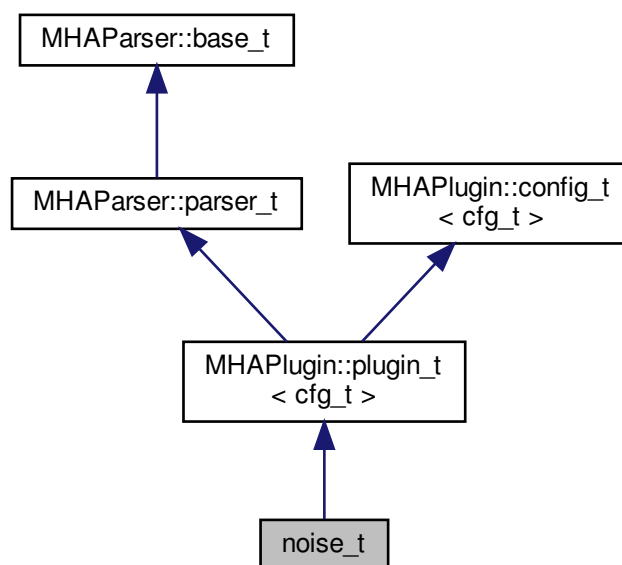 MHAParser::base_t
MHAParser::parser_t
MHAPlugin::config_t
< cfg_t >
MHAPlugin::plugin_t
< cfg_t >
noise_t